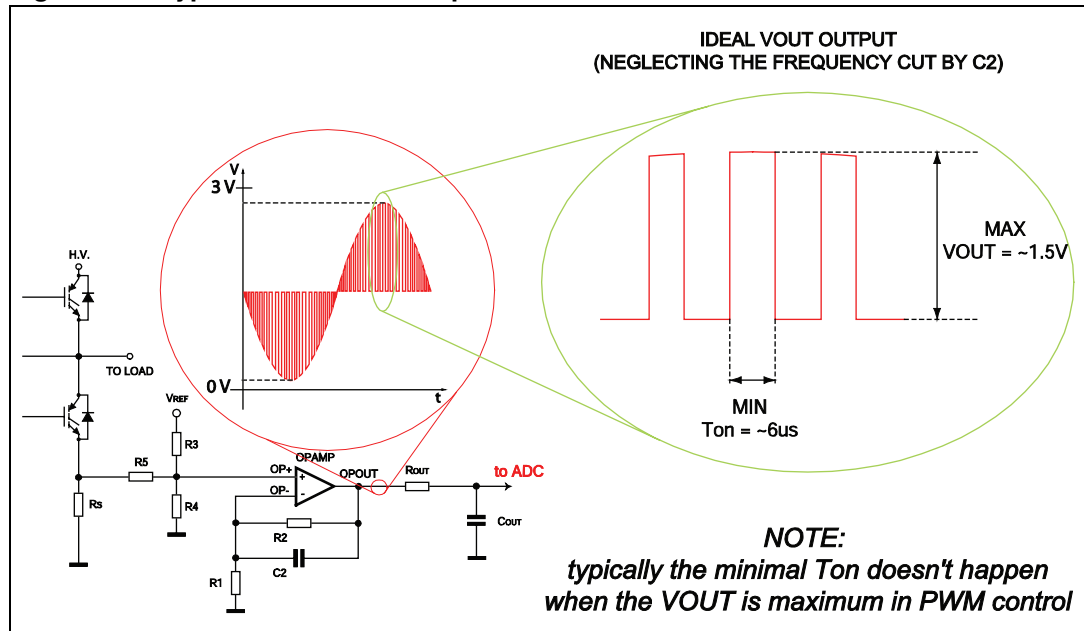 IDEAL VOUT OUTPUT
(NEGLECTING THE FREQUENCY CUT BY C2)
V
3 V
0 V
t
MAX
VOUT = ~1.5V
MIN
Ton = ~6us
H.V.
TO LOAD
VREF
R3
R5
R4
Rs
OPAMP
OP+
OP-
+
-
OPOUT
ROUT
to ADC
COUT
R2
C2
R1
NOTE:
typically the minimal Ton doesn't happen
when the VOUT is maximum in PWM control